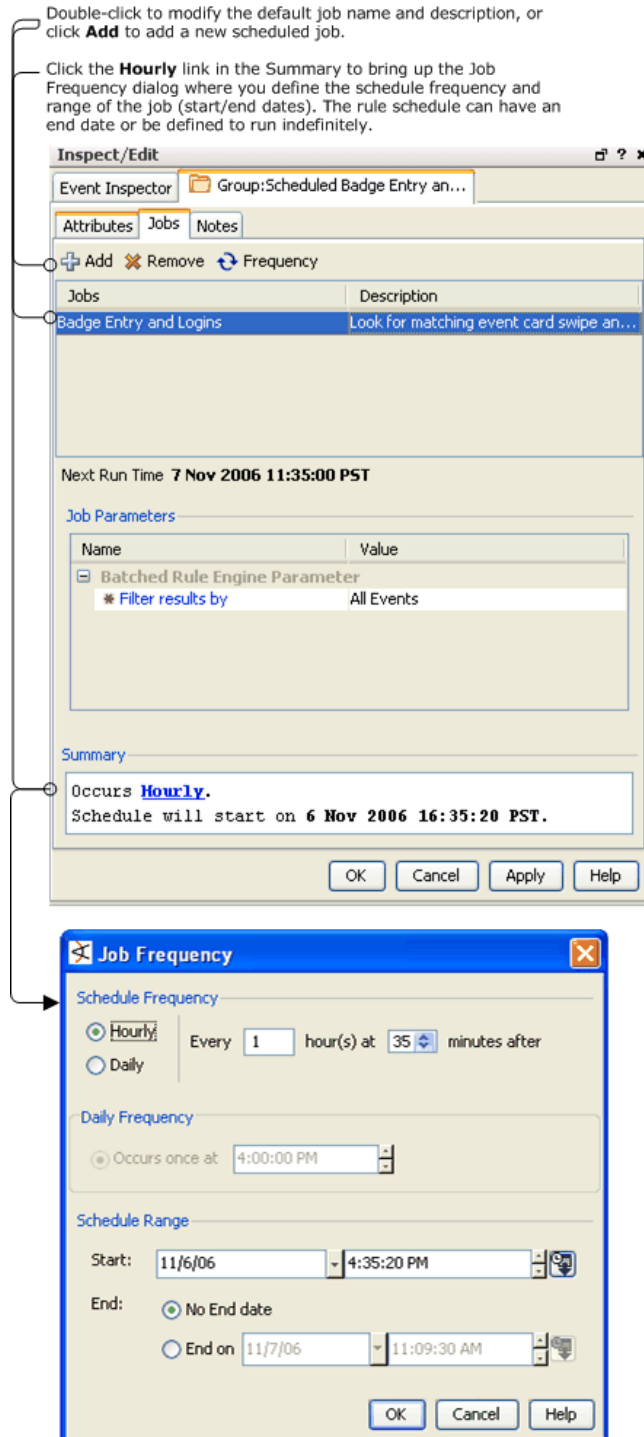 Double-click to modify the default job name and description, or
click Add to add a new scheduled job.
Click the Hourly link in the Summary to bring up the Job
Frequency dialog where you define the schedule frequency and
range of the job (start/end dates). The rule schedule can have an
end date or be defined to run indefinitely.
Inspect/Edit
Event Inspector Group:Scheduled Badge Entry an...
Attributes Jobs Notes
Add Remove Frequency
Jobs Description
Badge Entry and Logins Look for matching event card swipe an...
Next Run Time 7 Nov 2006 11:35:00 PST
Job Parameters
Name Value
Batched Rule Engine Parameter
Filter results by All Events
Summary
Occurs Hourly.
Schedule will start on 6 Nov 2006 16:35:20 PST.
OK Cancel Apply Help
Job Frequency
Schedule Frequency
Hourly Every 1 hour(s) at 35 minutes after
Daily
Daily Frequency
Occurs once at 4:00:00 PM
Schedule Range
Start: 11/6/06 4:35:20 PM
End: No End date
End on 11/7/06 11:09:30 AM
OK Cancel Help